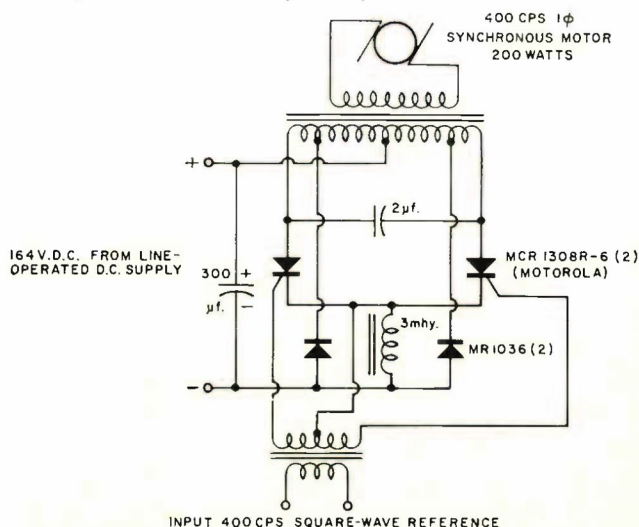 400 CPS 1ϕ
SYNCHRONOUS MOTOR
200 WATTS
+
2µf.
164 V.D.C. FROM LINE-
OPERATED D.C. SUPPLY
300 +
µf. -
MCR 1308R-6 (2)
(MOTOROLA)
3mhy.
MR1036 (2)
-
INPUT 400 CPS SQUARE-WAVE REFERENCE